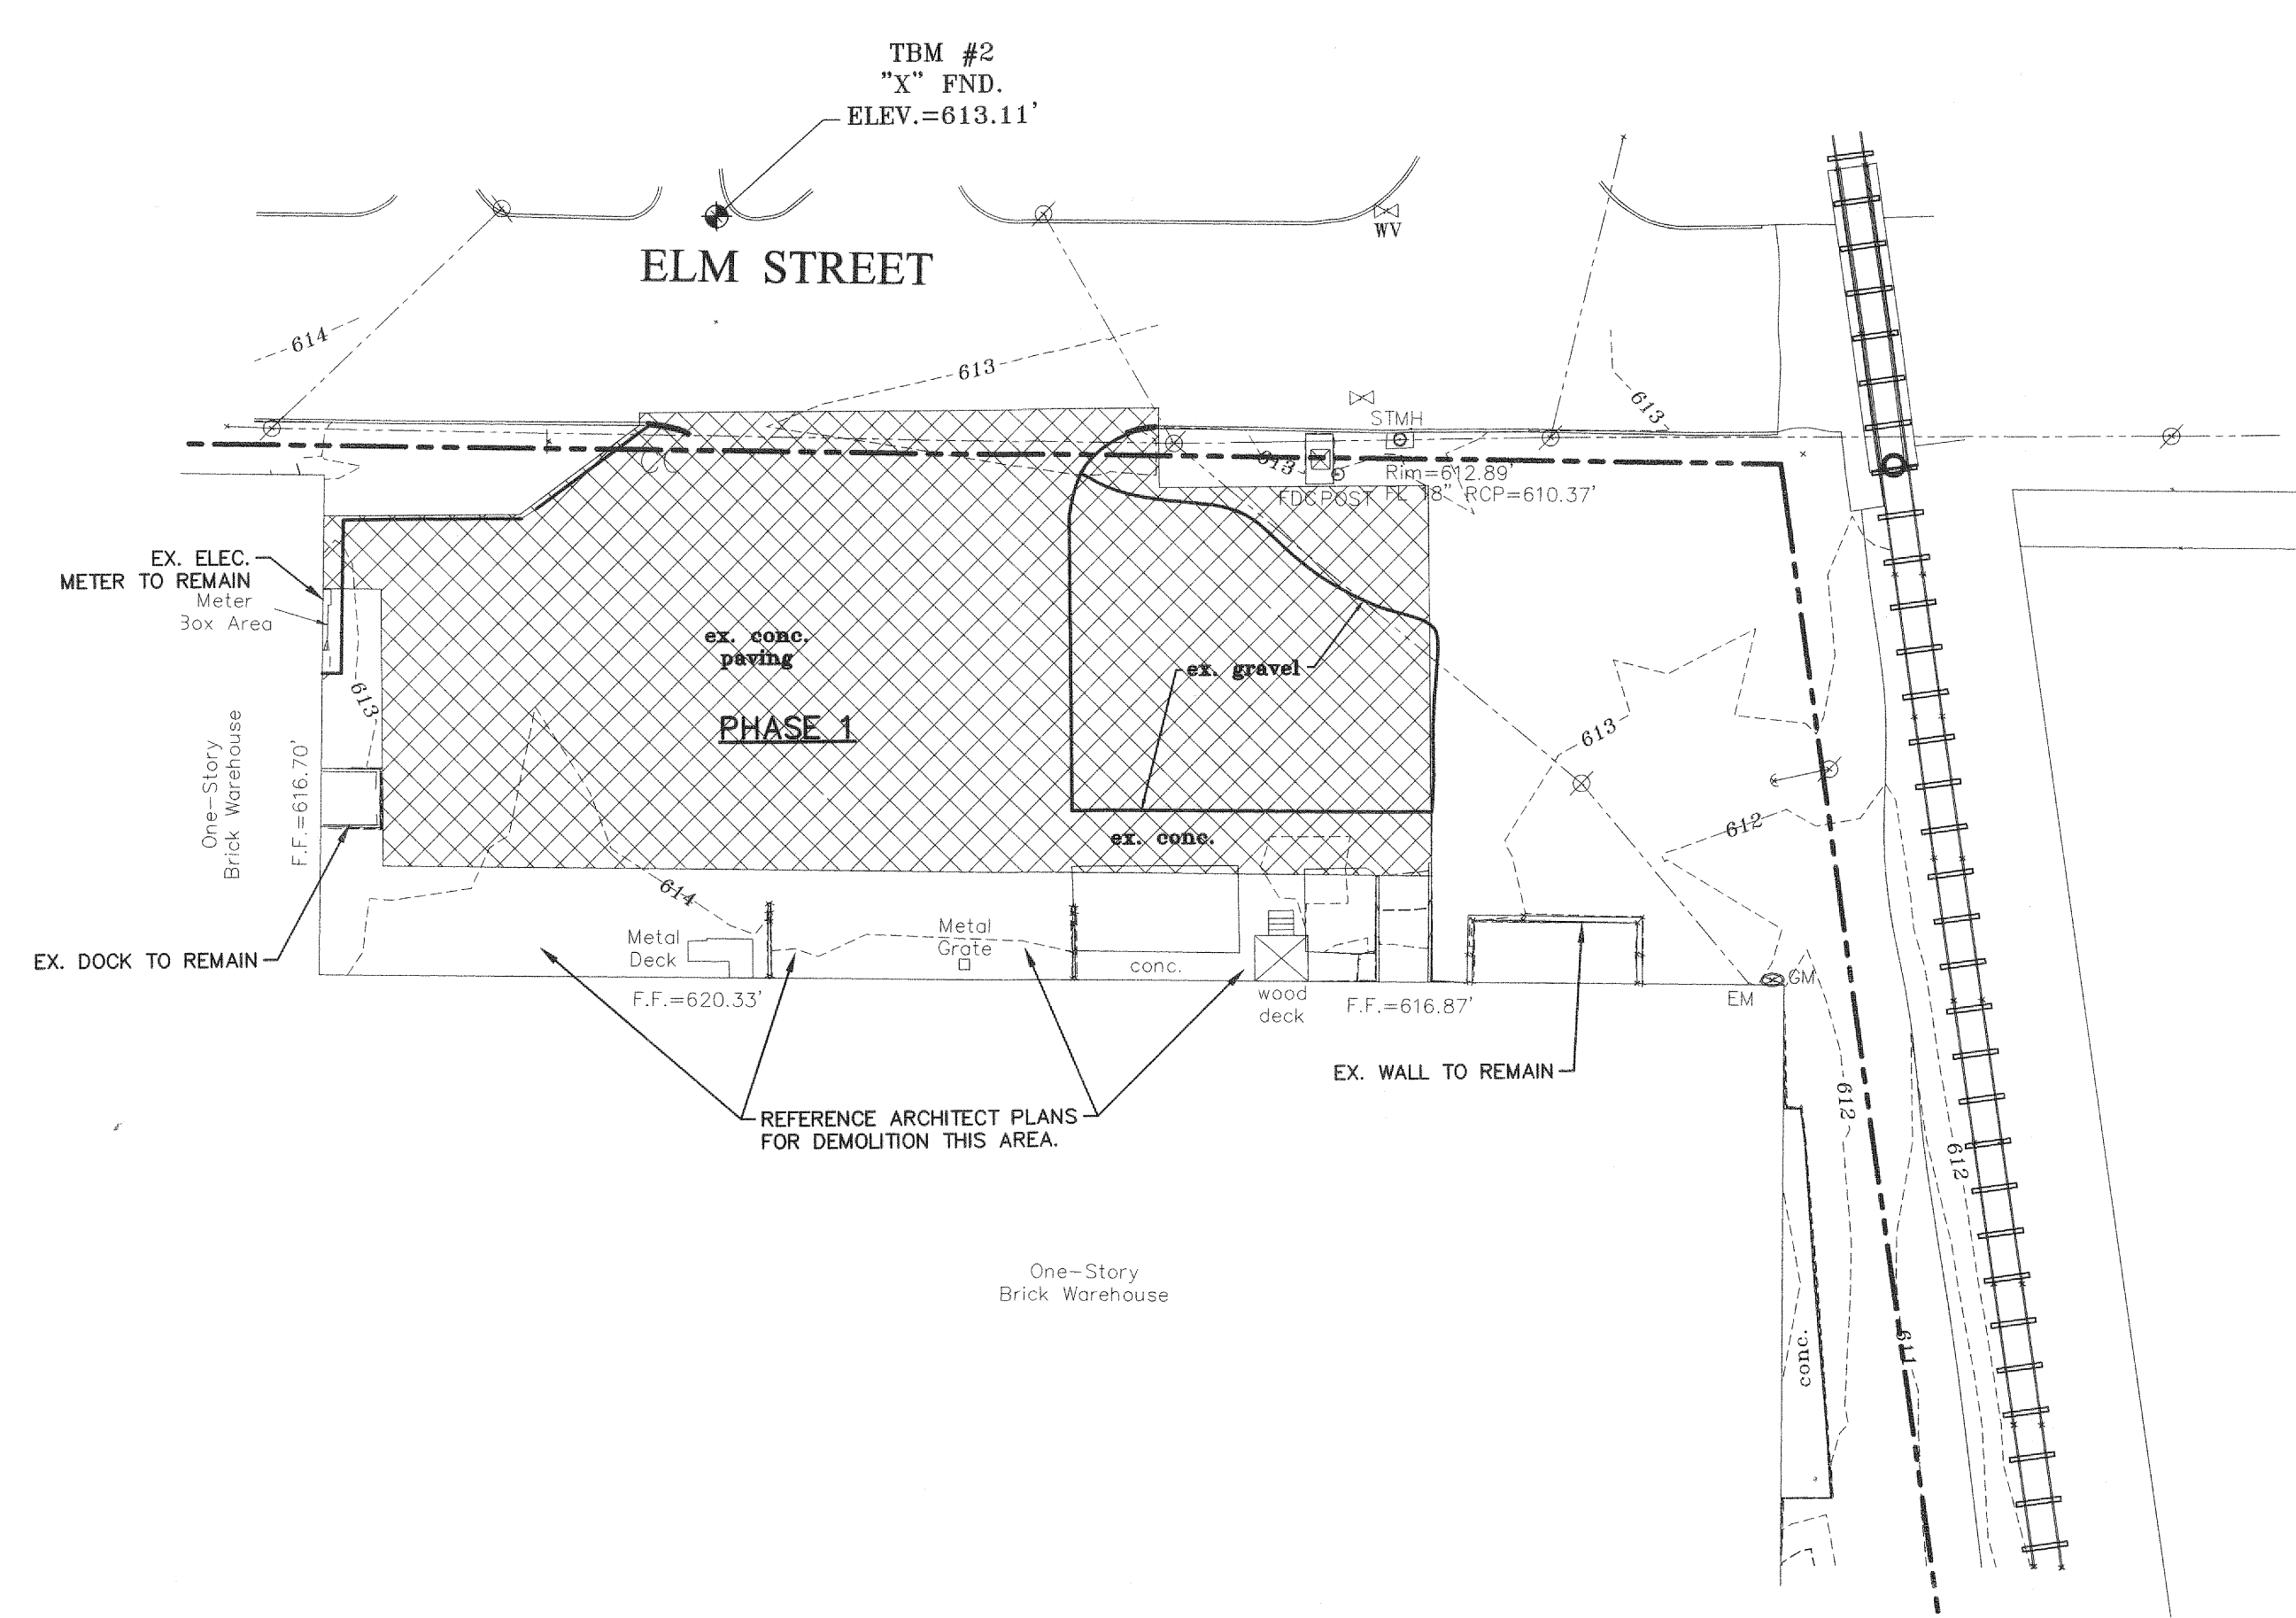 TBM #2
"X" FND.
ELEV.=613.11'
WV
ELM STREET
614
613
613
STMH
613
Rim=612.89'
FL 18" RCP=610.37'
FDC
POST
EX. ELEC.
METER TO REMAIN
Meter
Box Area
ex. conc.
paving
ex. gravel
PHASE 1
613
613
One-Story
Brick Warehouse
F.F.=616.70'
612
ex. conc.
614
Metal
Deck
Metal
Grate
conc.
EX. DOCK TO REMAIN
F.F.=620.33'
wood
deck
F.F.=616.87'
EM
GM
EX. WALL TO REMAIN
REFERENCE ARCHITECT PLANS
FOR DEMOLITION THIS AREA.
612
612
One-Story
Brick Warehouse
conc.
611